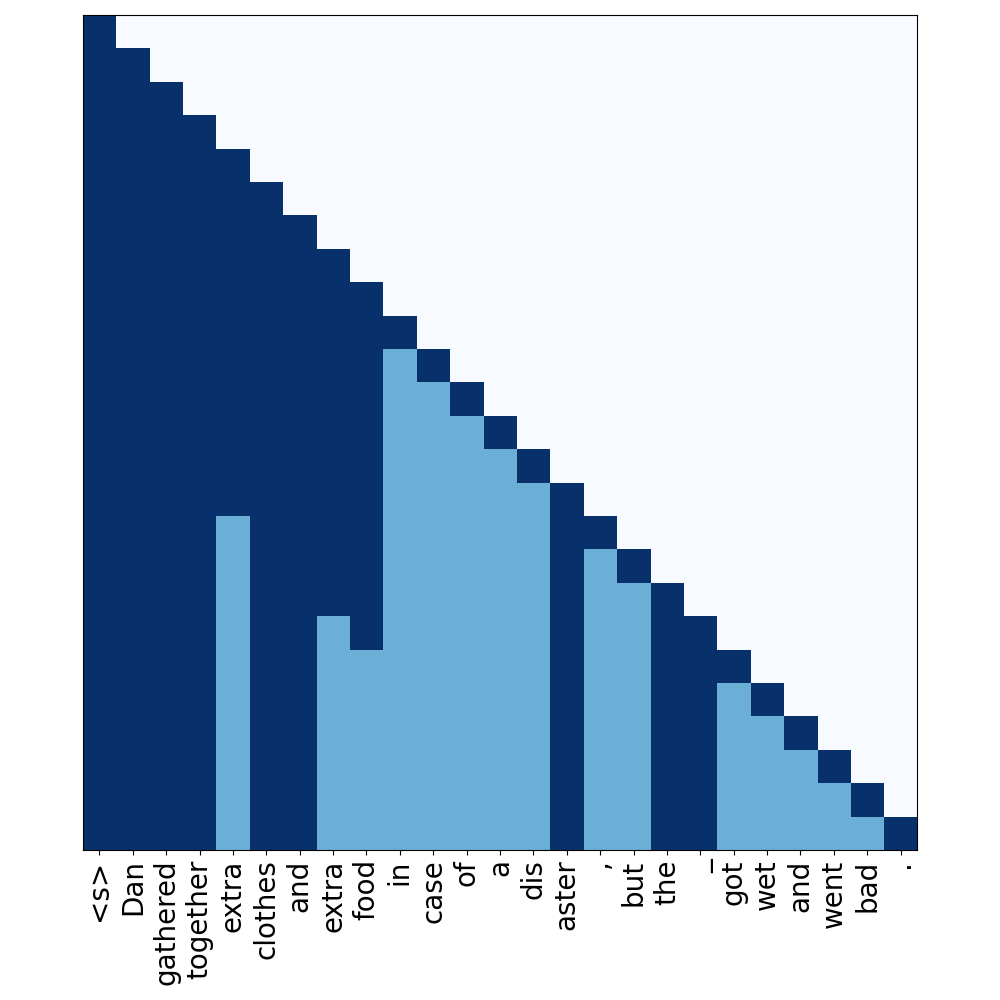 <s>
Dan
gathered
together
extra
clothes
and
extra
food
in
case
of
a
dis
aster
,
but
the
_
got
wet
and
went
bad
.